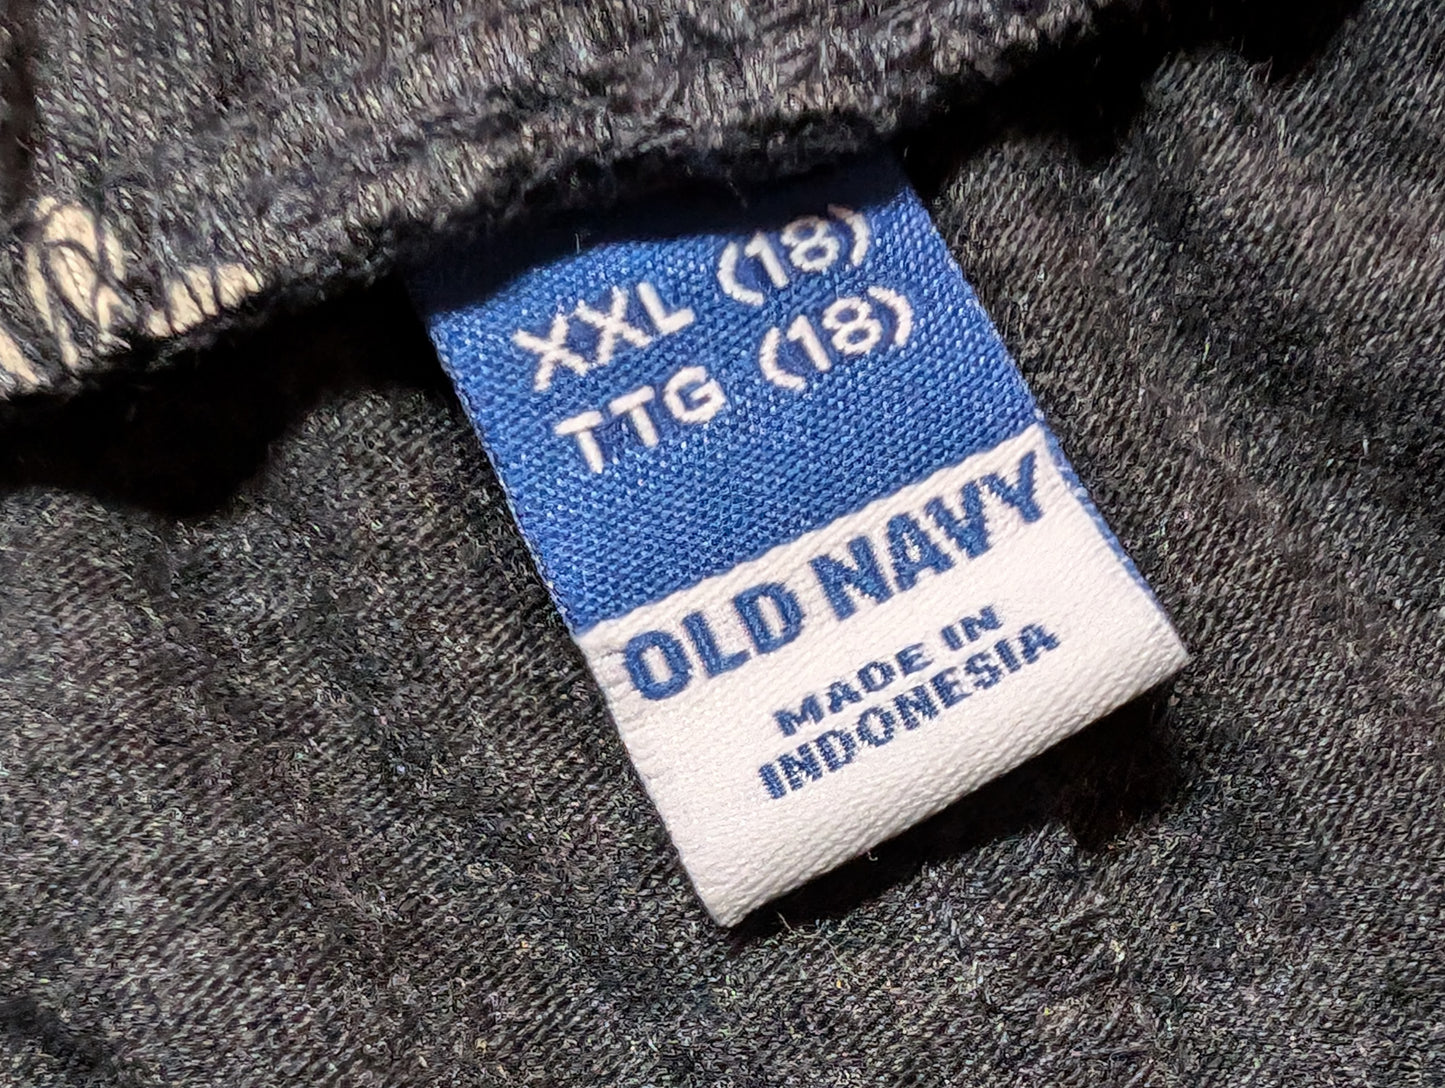 XXL (18)
TTG (18)
OLD NAVY
MADE IN
INDONESIA